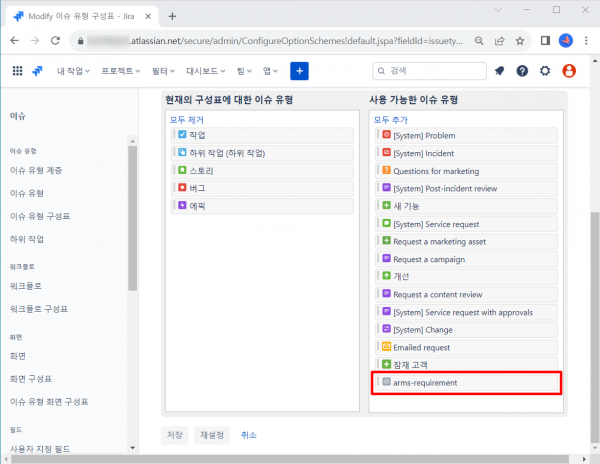 Modify 이슈 유형 구성표 - Jira
.atlassian.net/secure/admin/ConfigureOptionSchemes!default.jspa?fieldId=issuety...
내 작업 프로젝트 필터 대시보드 팀 앱 + 검색
이슈
이슈 유형
이슈 유형 계층
이슈 유형
이슈 유형 구성표
하위 작업
워크플로
워크플로
워크플로 구성표
화면
화면
화면 구성표
이슈 유형 화면 구성표
필드
사용자 지정 필드
현재의 구성표에 대한 이슈 유형
모두 제거
작업
하위 작업 (하위 작업)
스토리
버그
에픽
사용 가능한 이슈 유형
모두 추가
[System] Problem
[System] Incident
Questions for marketing
[System] Post-incident review
새 기능
[System] Service request
Request a marketing asset
Request a campaign
개선
Request a content review
[System] Service request with approvals
[System] Change
Emailed request
잠재 고객
arms-requirement
저장 재설정 취소